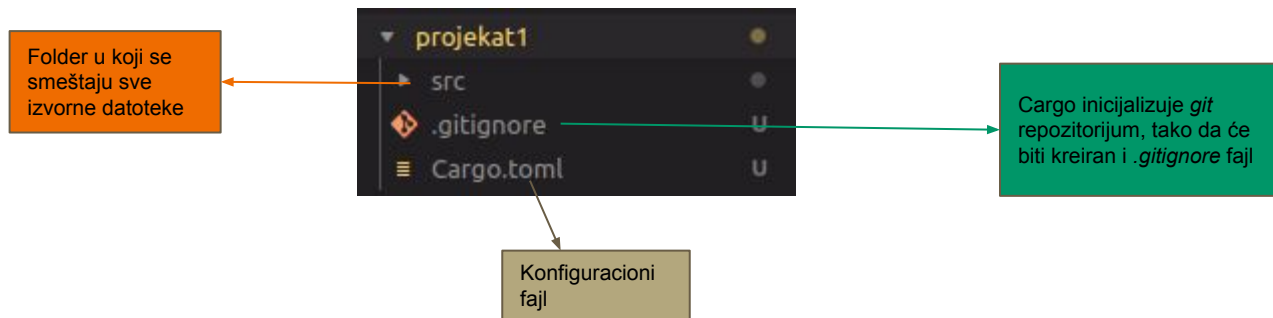 projekat1
Folder u koji se
smeštaju sve
izvorne datoteke
src
.gitignore U
Cargo.toml U
Cargo inicijalizuje git
repozitorijum, tako da će
biti kreiran i .gitignore fajl
Konfiguracioni
fajl